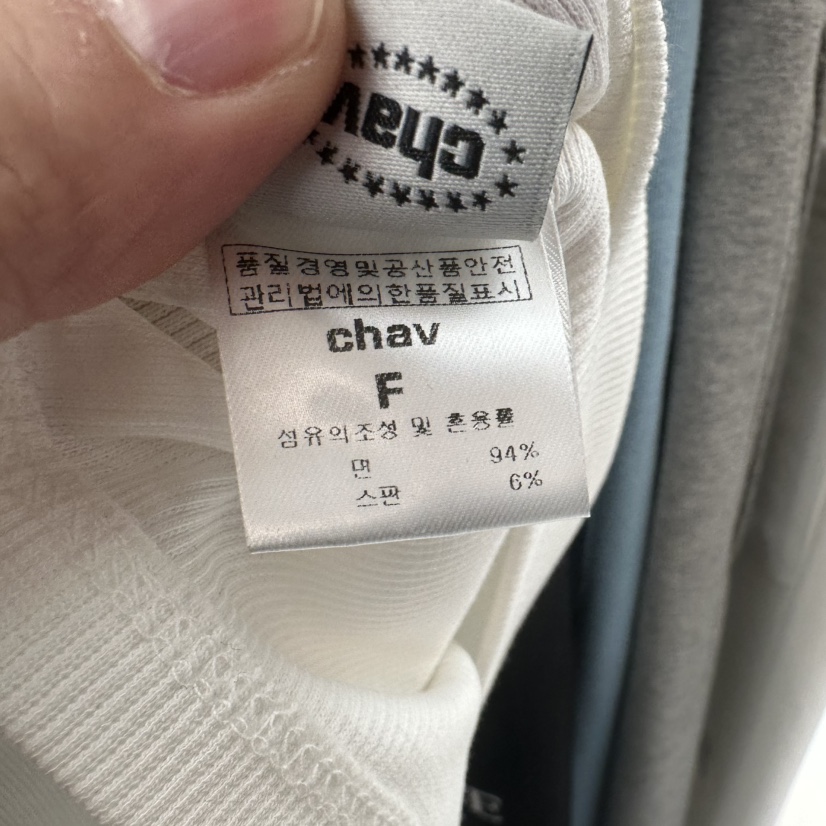 chav
품질경영및공산품안전
관리법에의한품질표시
chav
F
섬유의조성 및 혼용률
면 94%
스판 6%